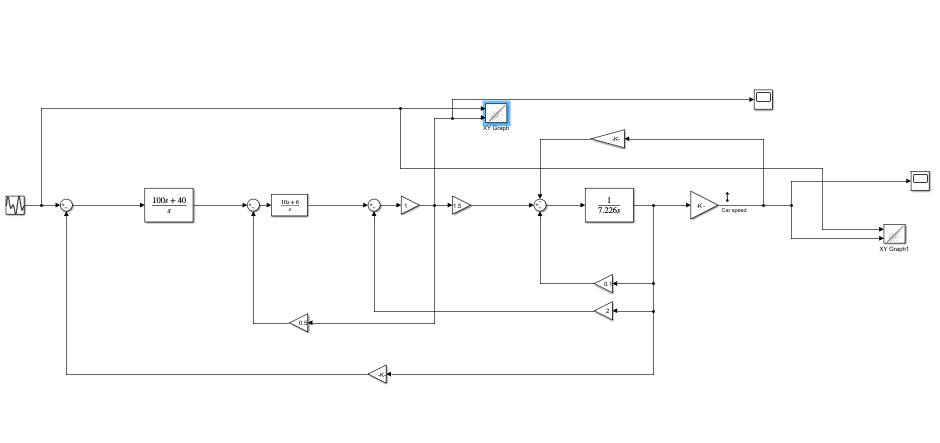 XY Graph
-K-
100s + 40
s
10s + 6
s
1
1.5
1
7.226s
-K-
Car speed
XY Graph1
0.1
2
0.5
-K-